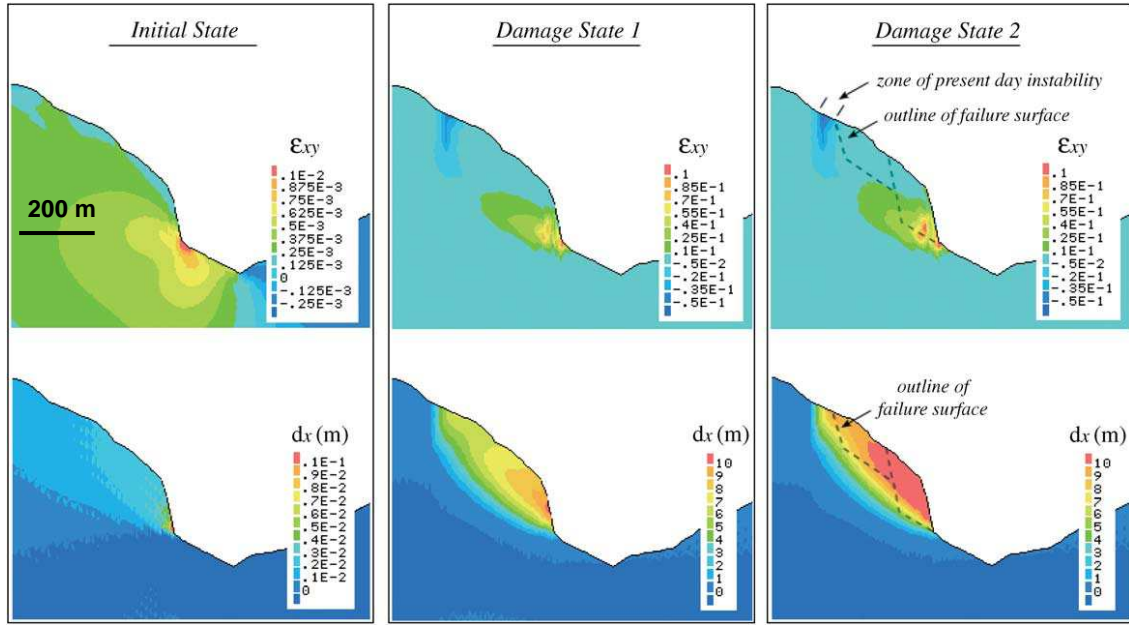 Initial State
εxy
.1E-2
.875E-3
.75E-3
.625E-3
.5E-3
.375E-3
.25E-3
.125E-3
0
-.125E-3
-.25E-3
200 m
dx (m)
.1E-1
.9E-2
.8E-2
.7E-2
.6E-2
.5E-2
.4E-2
.3E-2
.2E-2
.1E-2
0
Damage State 1
εxy
.1
.85E-1
.7E-1
.55E-1
.4E-1
.25E-1
.1E-1
-.5E-2
-.2E-1
-.35E-1
-.5E-1
dx (m)
10
9
8
7
6
5
4
3
2
1
0
Damage State 2
zone of present day instability
outline of failure surface
εxy
.1
.85E-1
.7E-1
.55E-1
.4E-1
.25E-1
.1E-1
-.5E-2
-.2E-1
-.35E-1
-.5E-1
outline of
failure surface
dx (m)
10
9
8
7
6
5
4
3
2
1
0